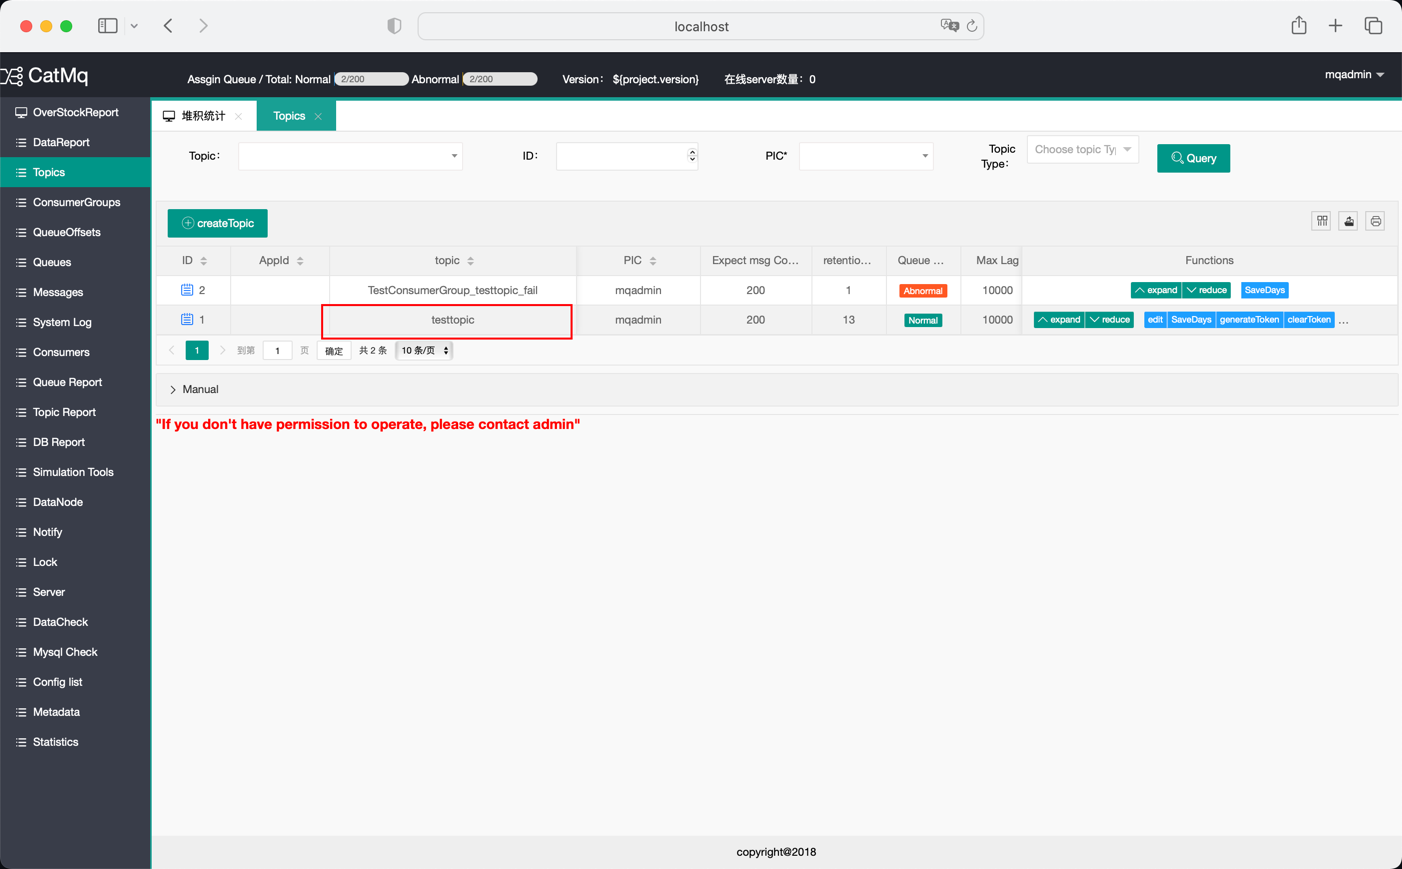 localhost
CatMq
Assgin Queue / Total: Normal 2/200 Abnormal 2/200 Version： ${project.version} 在线server数量：0
mqadmin
OverStockReport
DataReport
Topics
ConsumerGroups
QueueOffsets
Queues
Messages
System Log
Consumers
Queue Report
Topic Report
DB Report
Simulation Tools
DataNode
Notify
Lock
Server
DataCheck
Mysql Check
Config list
Metadata
Statistics
堆积统计 Topics
Topic： ID： PIC* Topic Type： Choose topic Ty Query
createTopic
ID AppId topic PIC Expect msg Co... retentio... Queue ... Max Lag Functions
2 TestConsumerGroup_testtopic_fail mqadmin 200 1 Abnormal 10000 expand reduce SaveDays
1 testtopic mqadmin 200 13 Normal 10000 expand reduce edit SaveDays generateToken clearToken ...
1 到第 1 页 确定 共 2 条 10 条/页
Manual
"If you don't have permission to operate, please contact admin"
copyright@2018